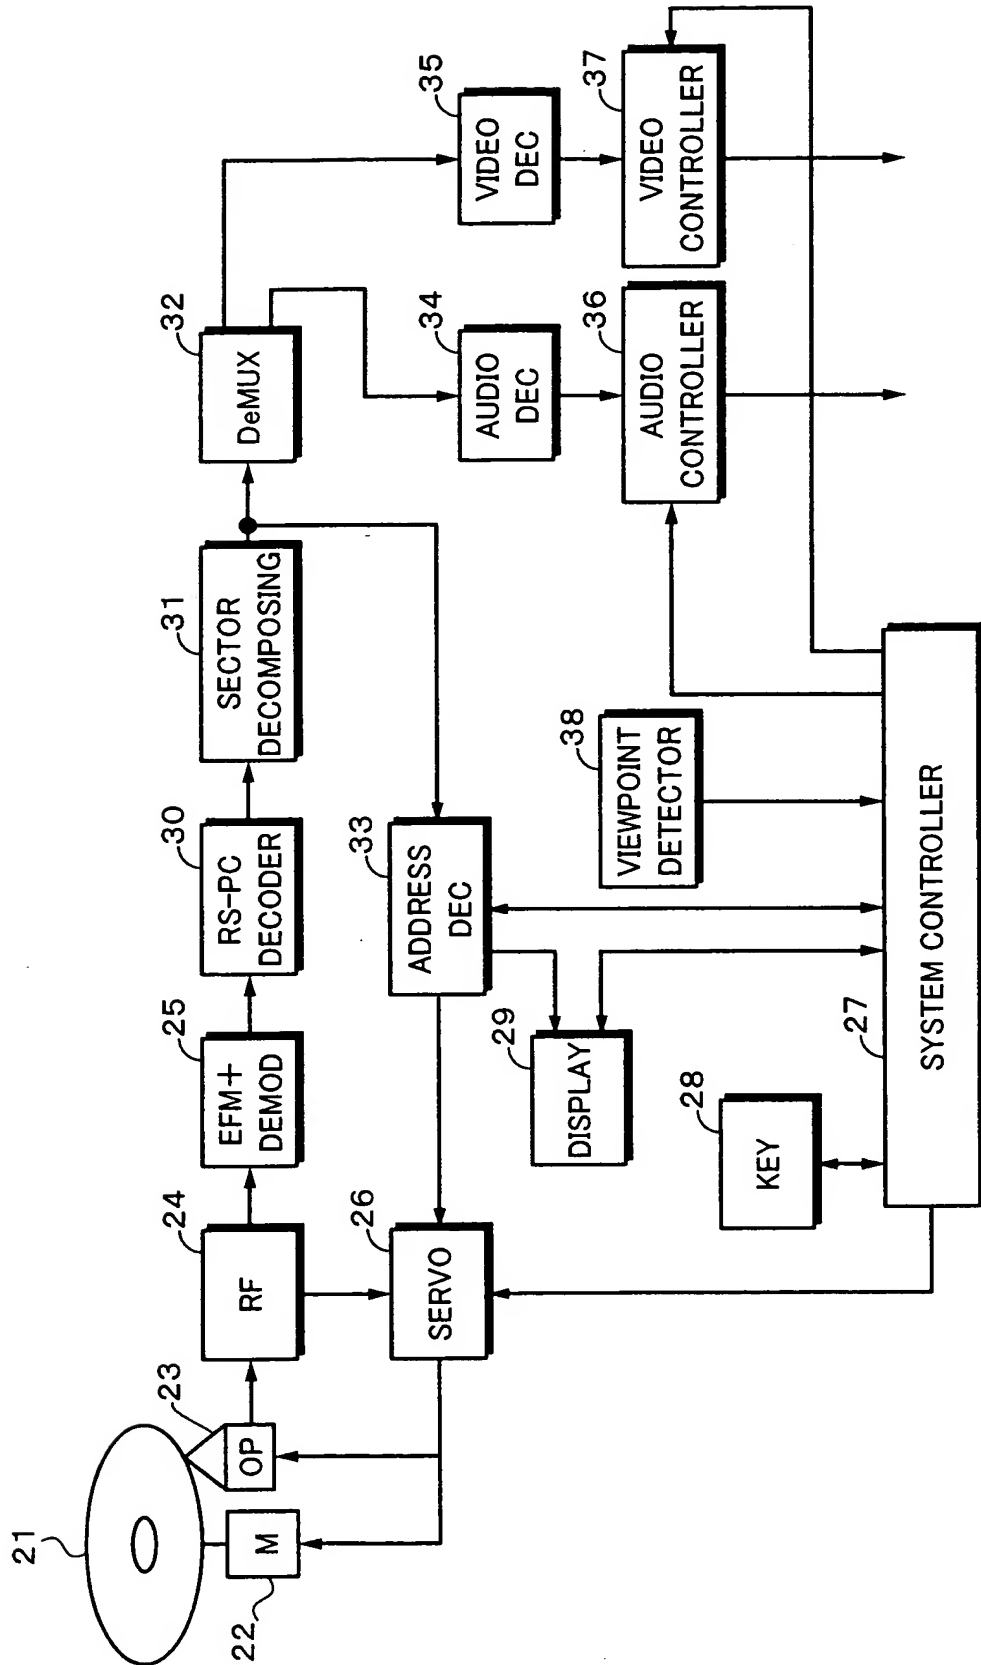 21
22
M
23
OP
24
RF
25
EFM+
DEMOD
30
RS-PC
DECODER
31
SECTOR
DECOMPOSING
32
DeMUX
26
SERVO
33
ADDRESS
DEC
34
AUDIO
DEC
35
VIDEO
DEC
29
DISPLAY
38
VIEWPOINT
DETECTOR
36
AUDIO
CONTROLLER
37
VIDEO
CONTROLLER
28
KEY
27
SYSTEM CONTROLLER